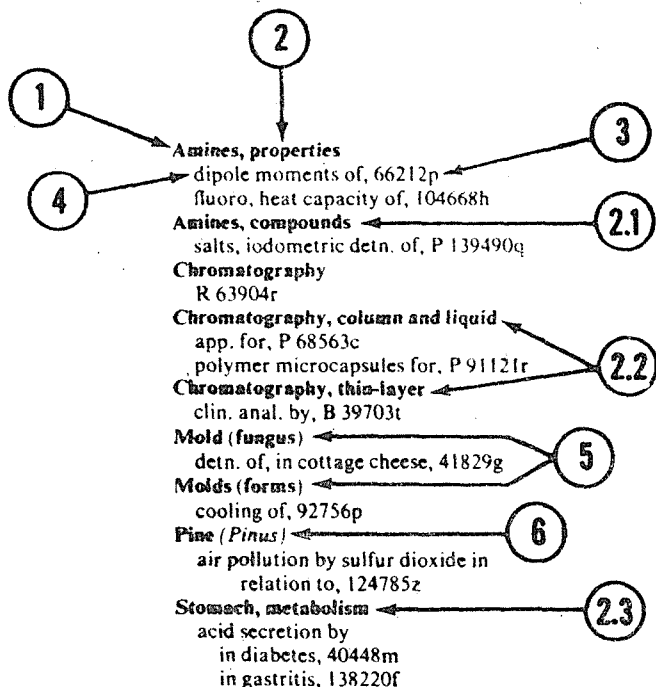 2
1
3
Amines, properties
dipole moments of, 66212p
4
fluoro, heat capacity of, 104668h
Amines, compounds
2.1
salts, iodometric detn. of, P 139490q
Chromatography
R 63904r
Chromatography, column and liquid
app. for, P 68563c
polymer microcapsules for, P 91121r
2.2
Chromatography, thin-layer
clin. anal. by, B 39703t
Mold (fungus)
5
detn. of, in cottage cheese, 41829g
Molds (forms)
cooling of, 92756p
Pine (Pinus)
6
air pollution by sulfur dioxide in
relation to, 124785z
Stomach, metabolism
2.3
acid secretion by
in diabetes, 40448m
in gastritis, 138220f